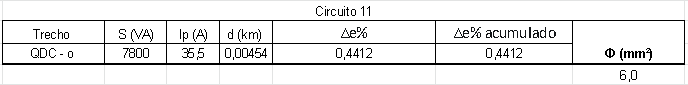 Circuito 11
Trecho S (VA) Ip (A) d (km) Δe% Δe% acumulado Φ (mm²)
QDC - o 7800 35,5 0,00454 0,4412 0,4412
6,0